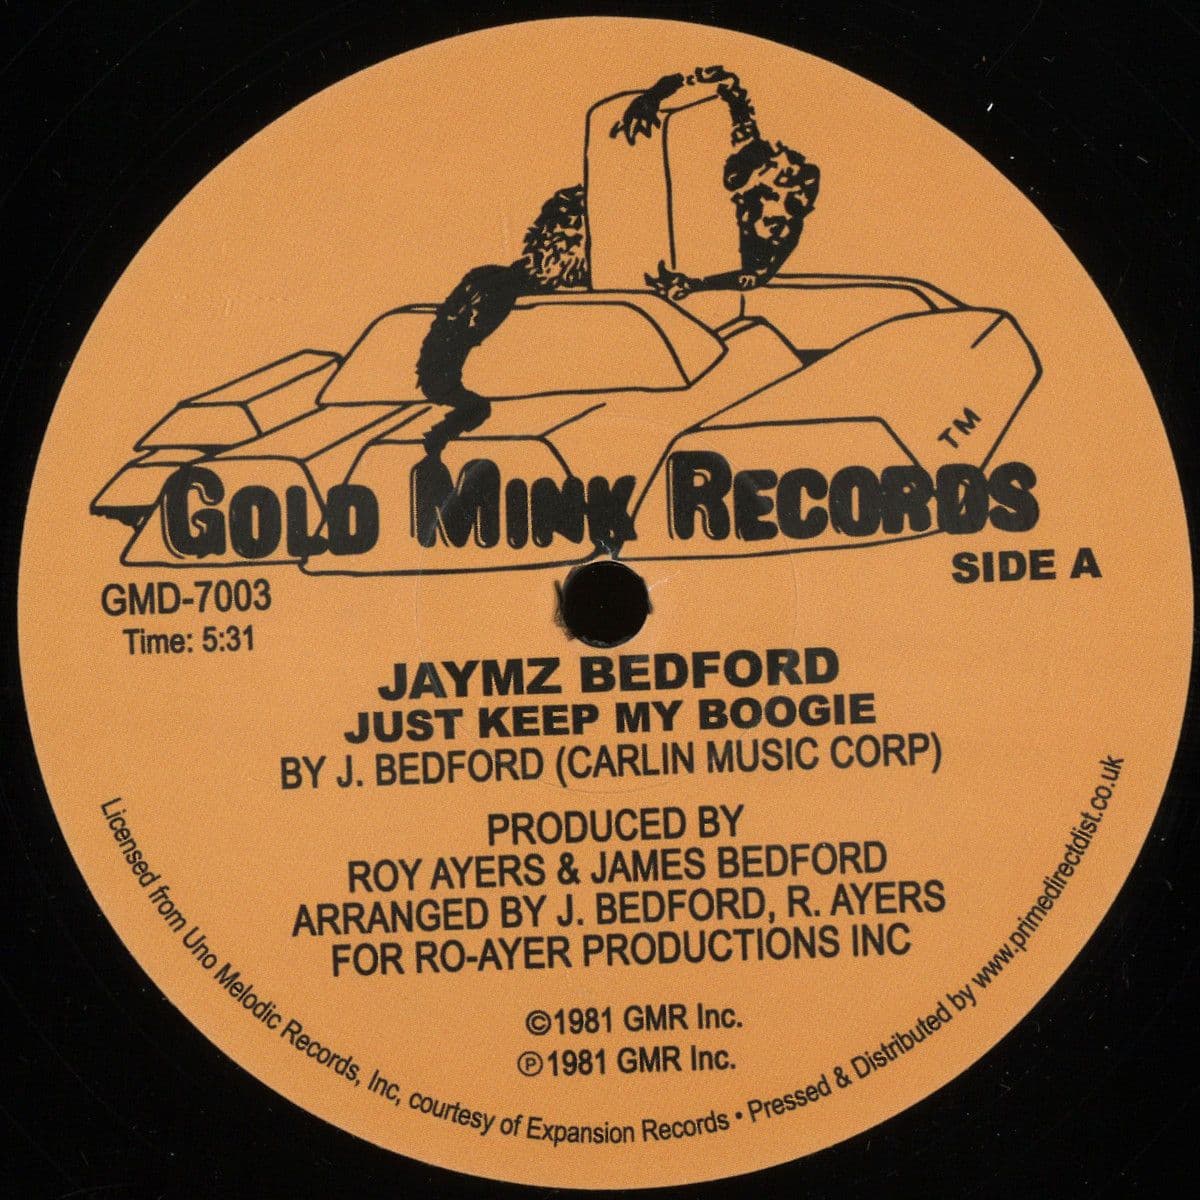 GOLD MINK RECORDS TM
SIDE A
GMD-7003
Time: 5:31
JAYMZ BEDFORD
JUST KEEP MY BOOGIE
BY J. BEDFORD (CARLIN MUSIC CORP)
PRODUCED BY
ROY AYERS & JAMES BEDFORD
ARRANGED BY J. BEDFORD, R. AYERS
FOR RO-AYER PRODUCTIONS INC
©1981 GMR Inc.
℗1981 GMR Inc.
Licensed from Uno Melodic Records, Inc, courtesy of Expansion Records • Pressed & Distributed by www.primedirectdist.co.uk